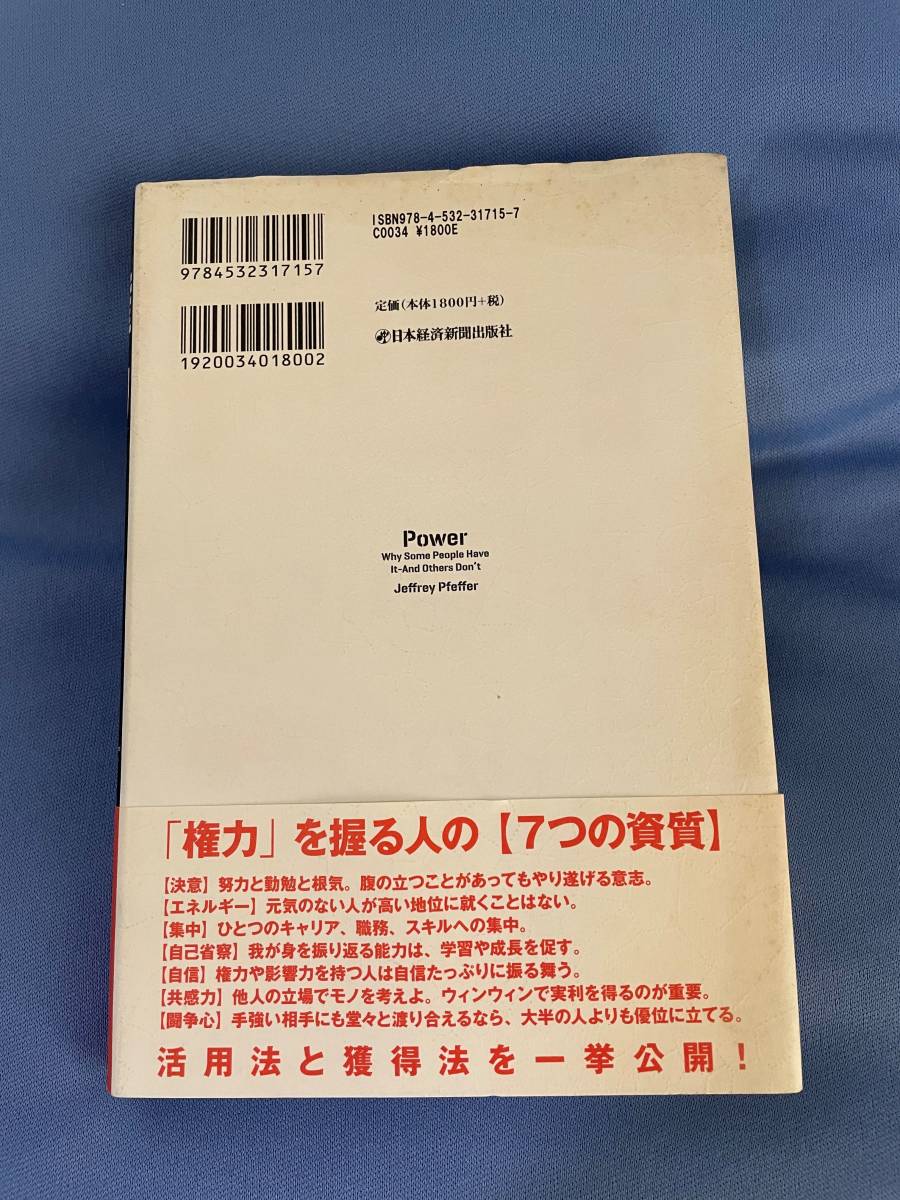 ISBN978-4-532-31715-7
C0034 ¥1800E
9784532317157
定価(本体1800円+税)
日本経済新聞出版社
1920034018002
Power
Why Some People Have
It-And Others Don't
Jeffrey Pfeffer
「権力」を握る人の【7つの資質】
【決意】努力と勤勉と根気。腹の立つことがあってもやり遂げる意志。
【エネルギー】元気のない人が高い地位に就くことはない。
【集中】ひとつのキャリア、職務、スキルへの集中。
【自己省察】我が身を振り返る能力は、学習や成長を促す。
【自信】権力や影響力を持つ人は自信たっぷりに振る舞う。
【共感力】他人の立場でモノを考えよ。ウィンウィンで実利を得るのが重要。
【闘争心】手強い相手にも堂々と渡り合えるなら、大半の人よりも優位に立てる。
活用法と獲得法を一挙公開!